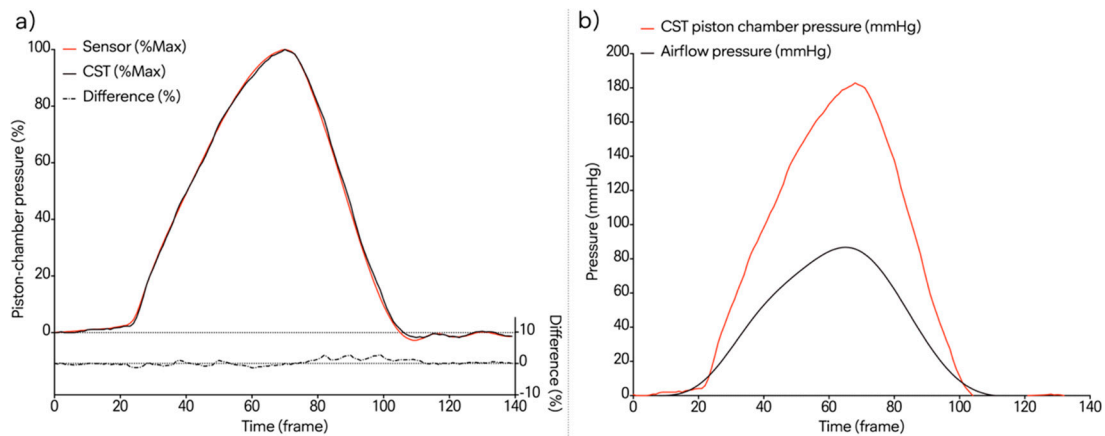 a)
Sensor (%Max)
CST (%Max)
Difference (%)
Piston-chamber pressure (%)
100
80
60
40
20
0
10
0
-10
Difference (%)
0 20 40 60 80 100 120 140
Time (frame)
b)
CST piston chamber pressure (mmHg)
Airflow pressure (mmHg)
Pressure (mmHg)
200
180
160
140
120
100
80
60
40
20
0
0 20 40 60 80 100 120 140
Time (frame)